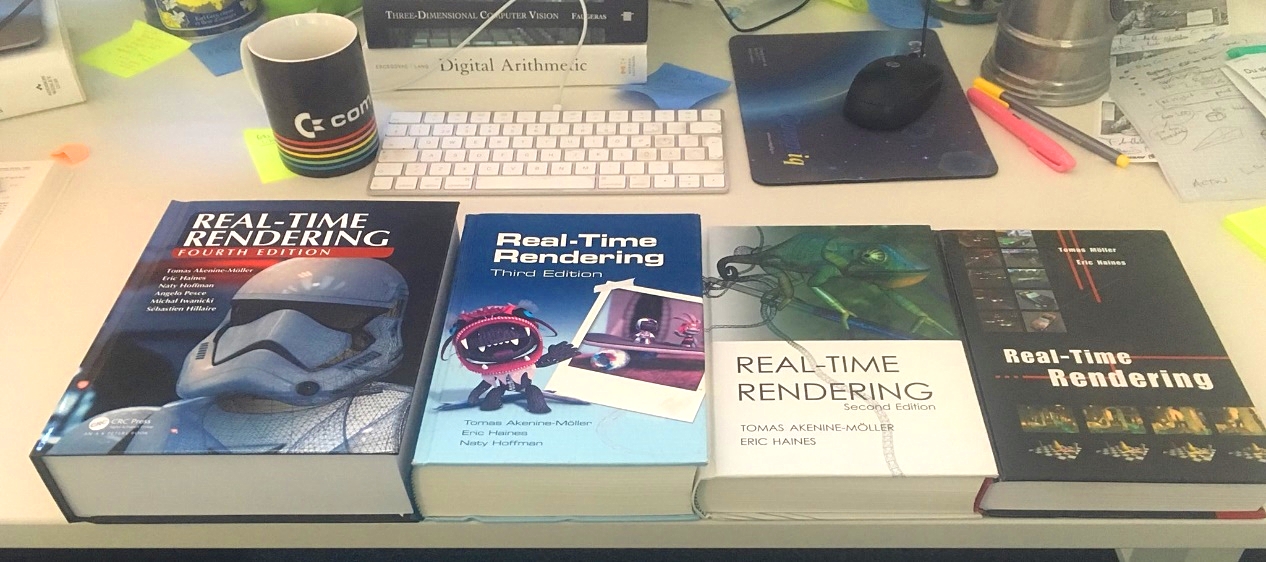 THREE-DIMENSIONAL COMPUTER VISION FAUGERAS
Digital Arithmetic
com
REAL-TIME
RENDERING
FOURTH EDITION
Tomas Akenine-Möller
Eric Haines
Naty Hoffman
Angelo Pesce
Michał Iwanicki
Sébastien Hillaire
CRC Press
Real-Time
Rendering
Third Edition
Tomas Akenine-Möller
Eric Haines
Naty Hoffman
REAL-TIME
RENDERING
Second Edition
TOMAS AKENINE-MÖLLER
ERIC HAINES
Tomas Möller
Eric Haines
Real-Time
Rendering